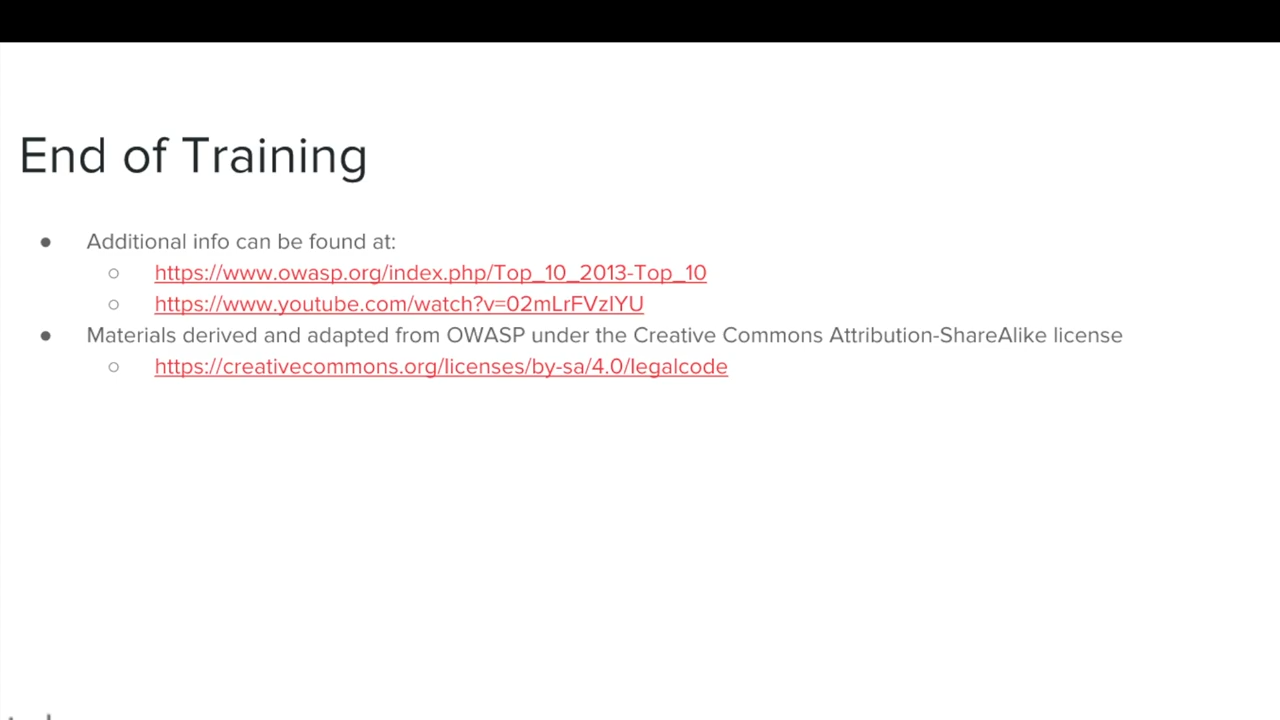 End of Training
● Additional info can be found at:
○ https://www.owasp.org/index.php/Top_10_2013-Top_10
○ https://www.youtube.com/watch?v=02mLrFVzIYU
● Materials derived and adapted from OWASP under the Creative Commons Attribution-ShareAlike license
○ https://creativecommons.org/licenses/by-sa/4.0/legalcode